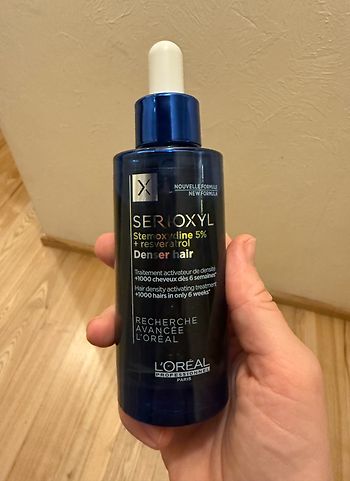 X
NOUVELLE FORMULE
NEW FORMULA
SERIOXYL
Stemoxydine 5%
+ resveratrol
Denser hair
Traitement activateur de densité
+1000 cheveux dès 6 semaines*
Hair density activating treatment
+1000 hairs in only 6 weeks*
RECHERCHE
AVANCÉE
L'ORÉAL
L'ORÉAL
PROFESSIONNEL
PARIS